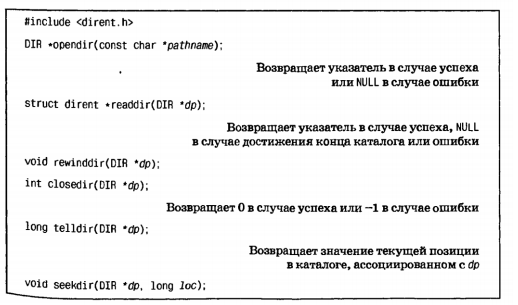 #include <dirent.h>
DIR *opendir(const char *pathname);
Возвращает указатель в случае успеха
или NULL в случае ошибки
struct dirent *readdir(DIR *dp);
Возвращает указатель в случае успеха, NULL
в случае достижения конца каталога или ошибки
void rewinddir(DIR *dp);
int closedir(DIR *dp);
Возвращает 0 в случае успеха или −1 в случае ошибки
long telldir(DIR *dp);
Возвращает значение текущей позиции
в каталоге, ассоциированном с dp
void seekdir(DIR *dp, long loc);